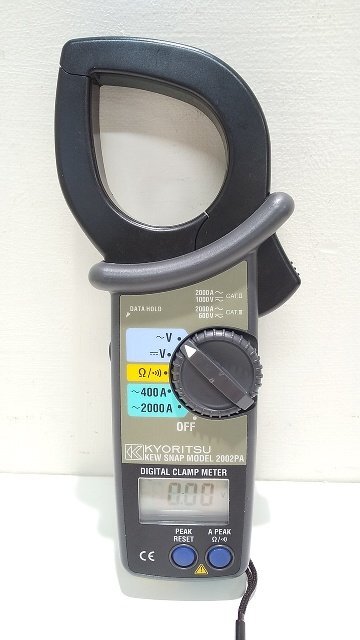 2000A ~
1000V ⎓ CAT.II
2000A ~
600V ⎓ CAT.III
DATA HOLD
~V
⎓V
Ω/•)))
~400A
~2000A
OFF
K KYORITSU
KEW SNAP MODEL 2002PA
DIGITAL CLAMP METER
0.00
PEAK RESET
A PEAK Ω/•)))
CE